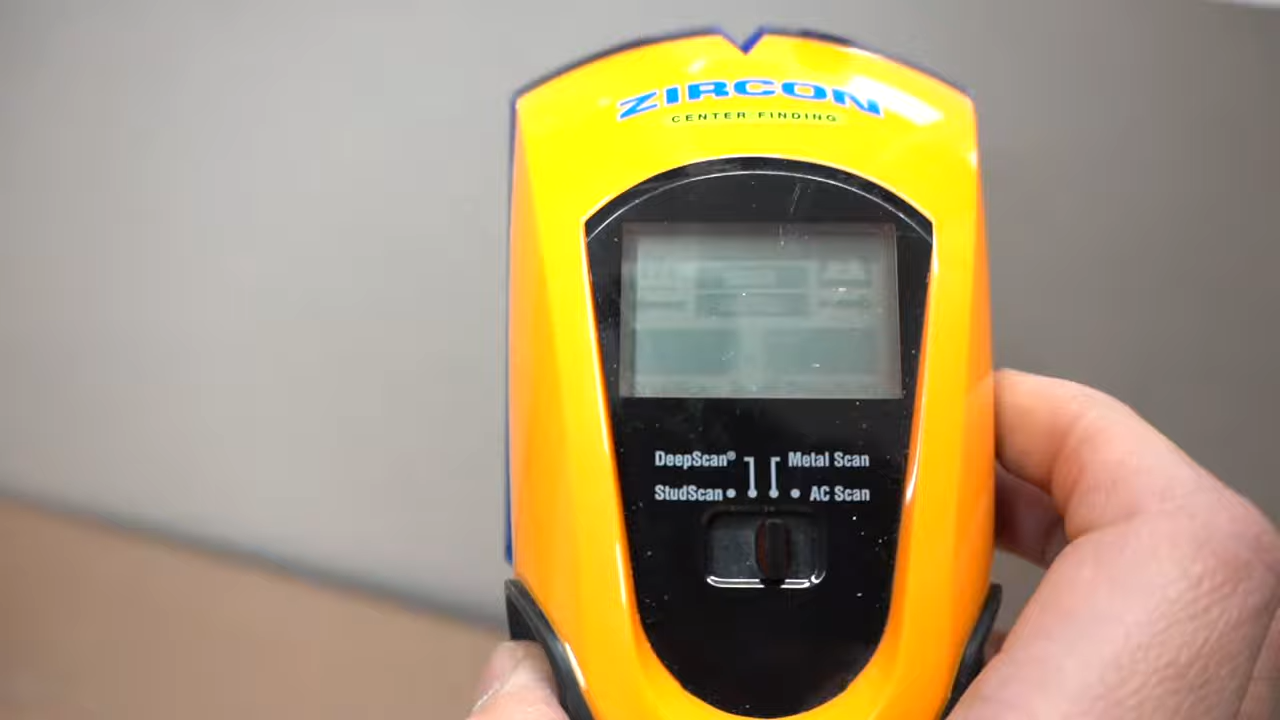 ZIRCON
CENTER FINDING
DeepScan® Metal Scan
StudScan AC Scan